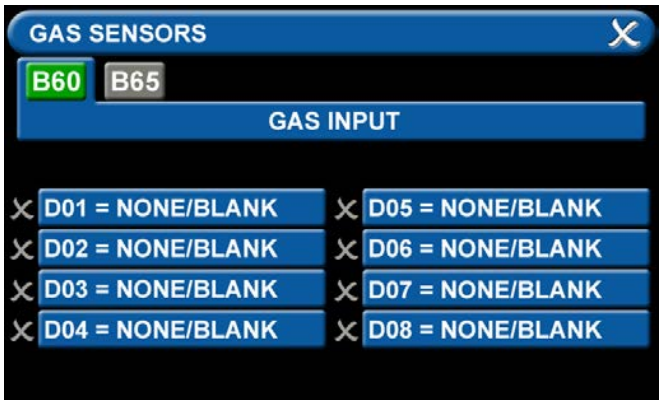 GAS SENSORS
B60 B65
GAS INPUT
D01 = NONE/BLANK
D02 = NONE/BLANK
D03 = NONE/BLANK
D04 = NONE/BLANK
D05 = NONE/BLANK
D06 = NONE/BLANK
D07 = NONE/BLANK
D08 = NONE/BLANK